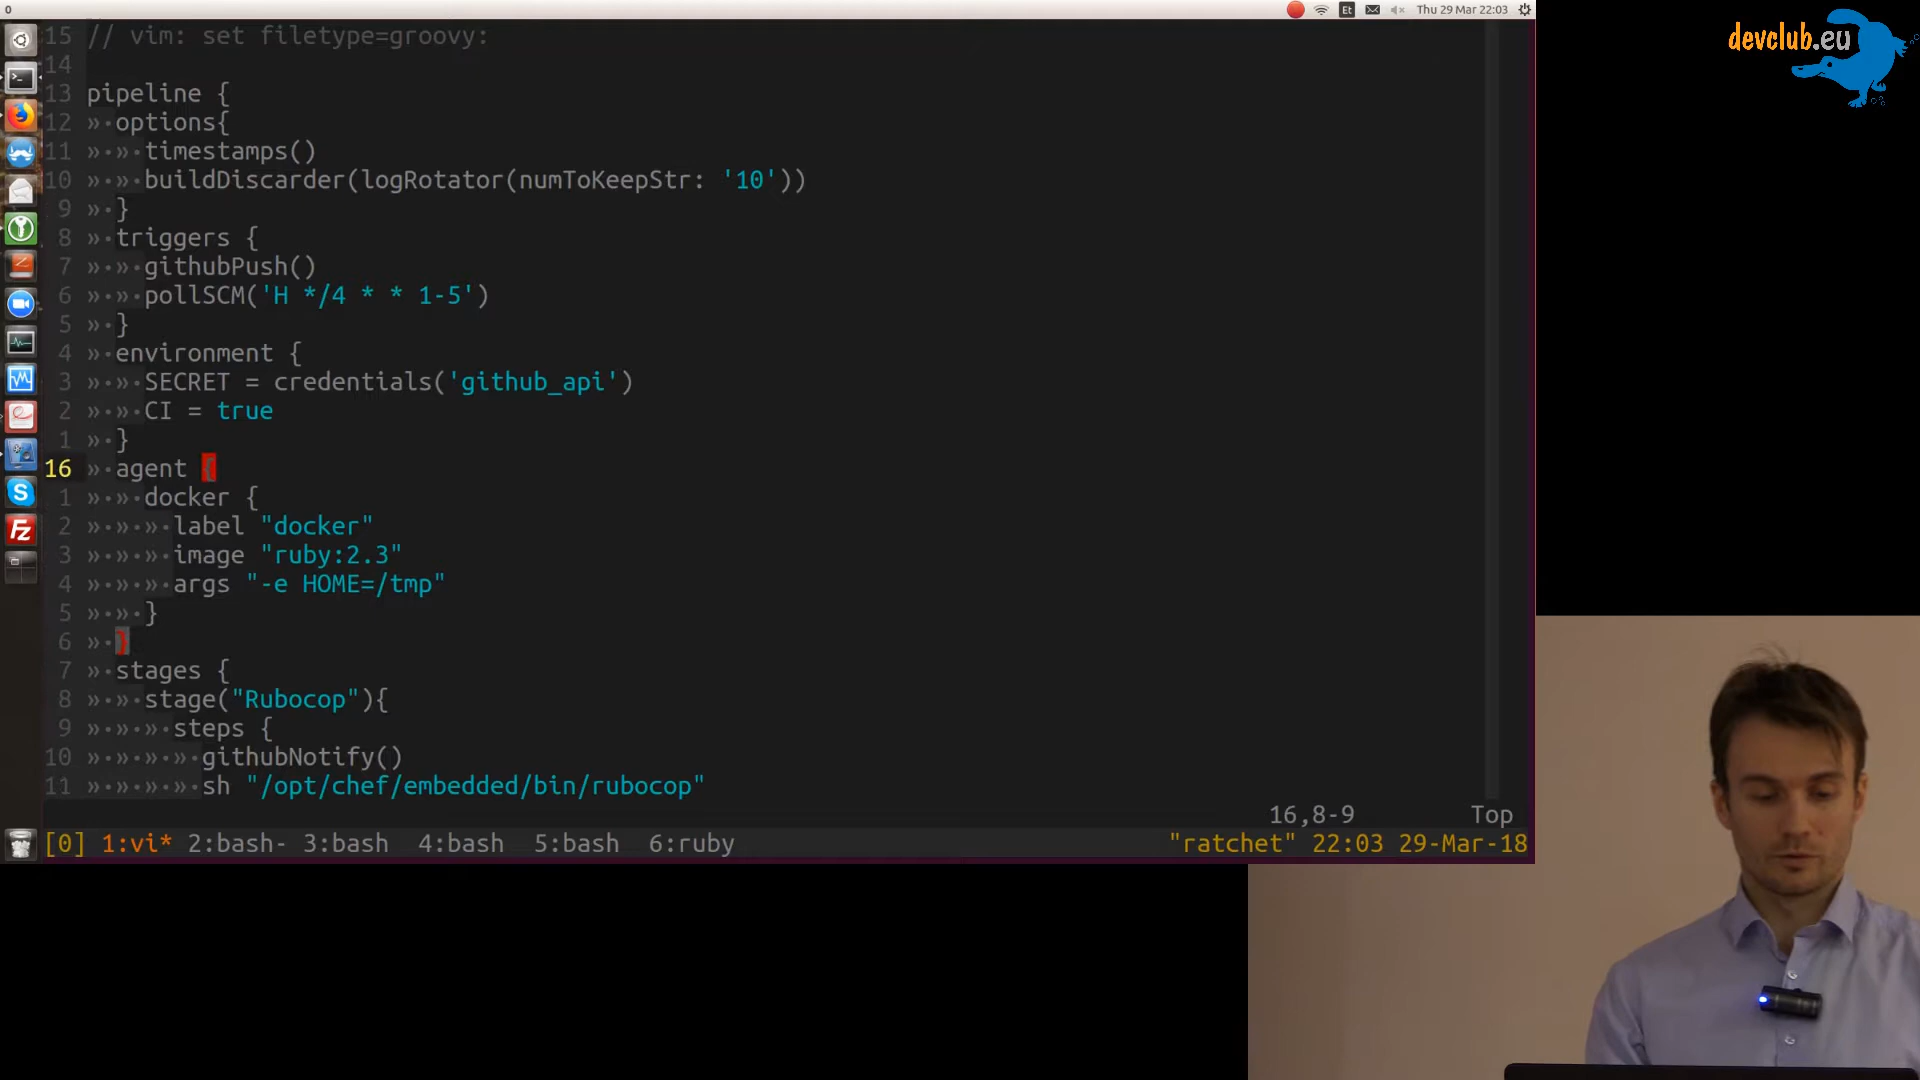 0
Et
Thu 29 Mar 22:03
devclub.eu
15 // vim: set filetype=groovy:
14
13 pipeline {
12 » · options{
11 » · » · timestamps()
10 » · » · buildDiscarder(logRotator(numToKeepStr: '10'))
9 » · }
8 » · triggers {
7 » · » · githubPush()
6 » · » · pollSCM('H */4 * * 1-5')
5 » · }
4 » · environment {
3 » · » · SECRET = credentials('github_api')
2 » · » · CI = true
1 » · }
16 » · agent {
1 » · » · docker {
2 » · » · » · label "docker"
3 » · » · » · image "ruby:2.3"
4 » · » · » · args "-e HOME=/tmp"
5 » · » · }
6 » · }
7 » · stages {
8 » · » · stage("Rubocop"){
9 » · » · » · steps {
10 » · » · » · » · githubNotify()
11 » · » · » · » · sh "/opt/chef/embedded/bin/rubocop"
16,8-9 Top
[0] 1:vi* 2:bash- 3:bash 4:bash 5:bash 6:ruby "ratchet" 22:03 29-Mar-18
S
Fz